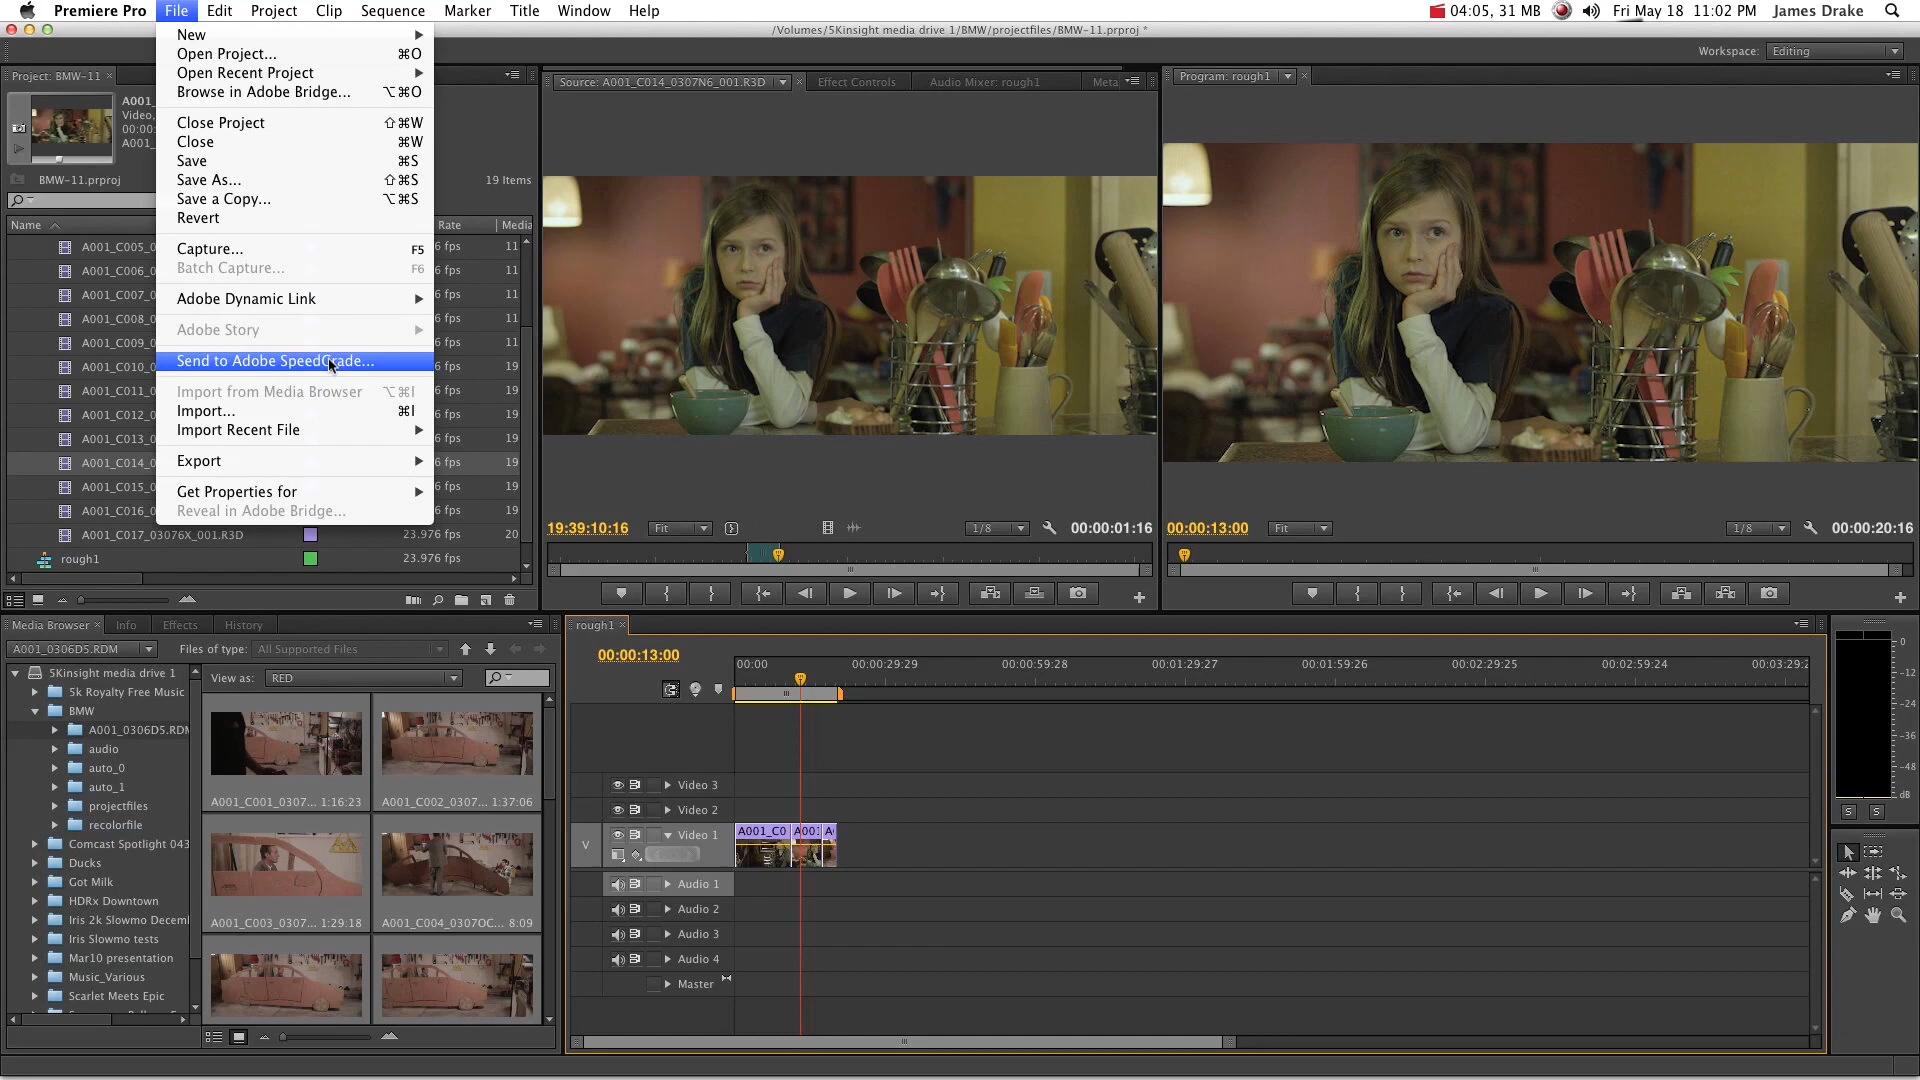 Premiere Pro File Edit Project Clip Sequence Marker Title Window Help 04:05, 31 MB Fri May 18 11:02 PM James Drake
/Volumes/5Kinsight media drive 1/BMW/projectfiles/BMW-11.prproj *
Workspace: Editing
New
Open Project... ⌘O
Open Recent Project
Browse in Adobe Bridge... ⌥⌘O
Close Project ⇧⌘W
Close ⌘W
Save ⌘S
Save As... ⇧⌘S
Save a Copy... ⌥⌘S
Revert
Capture... F5
Batch Capture... F6
Adobe Dynamic Link
Adobe Story
Send to Adobe SpeedGrade...
Import from Media Browser ⌥⌘I
Import... ⌘I
Import Recent File
Export
Get Properties for
Reveal in Adobe Bridge...
Project: BMW-11
A001_
Video,
00:00:
A001_
BMW-11.prproj 19 Items
Name Rate Media
A001_C005_0 6 fps 11
A001_C006_0 6 fps 11
A001_C007_0 6 fps 11
A001_C008_0 6 fps 11
A001_C009_0 6 fps 11
A001_C010_0 6 fps 19
A001_C011_0 6 fps 19
A001_C012_0 6 fps 19
A001_C013_0 6 fps 19
A001_C014_0 6 fps 19
A001_C015_0 6 fps 19
A001_C016_0 6 fps 19
A001_C017_03076X_001.R3D 23.976 fps 20
rough1 23.976 fps
Source: A001_C014_0307N6_001.R3D Effect Controls Audio Mixer: rough1 Meta
19:39:10:16 Fit 1/8 00:00:01:16
Program: rough1
00:00:13:00 Fit 1/8 00:00:20:16
Media Browser Info Effects History
A001_0306D5.RDM Files of type: All Supported Files
View as: RED
5Kinsight media drive 1
5k Royalty Free Music
BMW
A001_0306D5.RDM
audio
auto_0
auto_1
projectfiles
recolorfile
Comcast Spotlight 043
Ducks
Got Milk
HDRx Downtown
Iris 2k Slowmo Decem
Iris Slowmo tests
Mar10 presentation
Music_Various
Scarlet Meets Epic
A001_C001_0307... 1:16:23
A001_C002_0307... 1:37:06
A001_C003_0307... 1:29:18
A001_C004_0307OC... 8:09
rough1
00:00:13:00
00:00 00:00:29:29 00:00:59:28 00:01:29:27 00:01:59:26 00:02:29:25 00:02:59:24 00:03:29:2
Video 3
Video 2
V Video 1
A001_C0 A001 A
Audio 1
Audio 2
Audio 3
Audio 4
Master
0
-12
-24
-36
-48
dB
S S